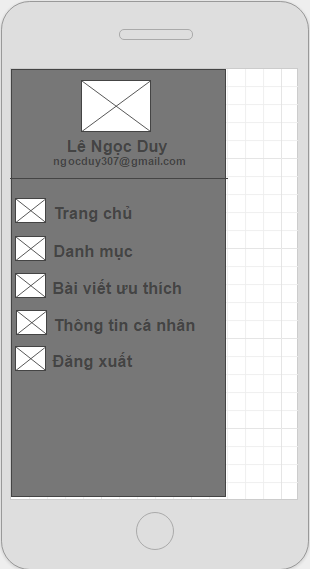 Lê Ngọc Duy
ngocduy307@gmail.com
Trang chủ
Danh mục
Bài viết ưu thích
Thông tin cá nhân
Đăng xuất